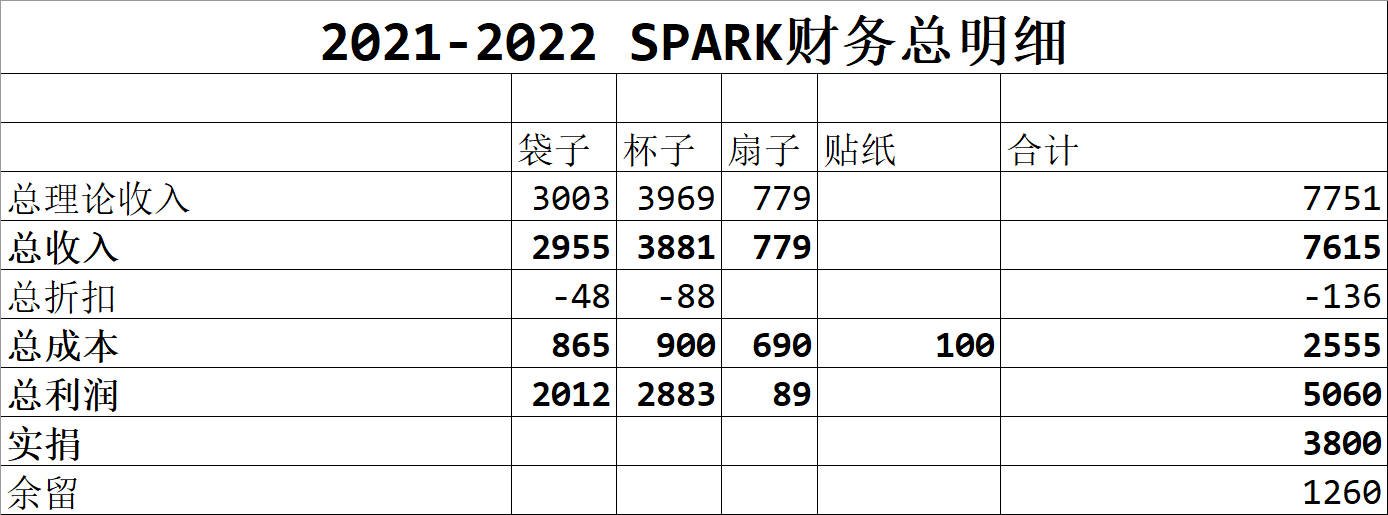 2021-2022 SPARK财务总明细
袋子 杯子 扇子 贴纸 合计
总理论收入 3003 3969 779 7751
总收入 2955 3881 779 7615
总折扣 -48 -88 -136
总成本 865 900 690 100 2555
总利润 2012 2883 89 5060
实捐 3800
余留 1260